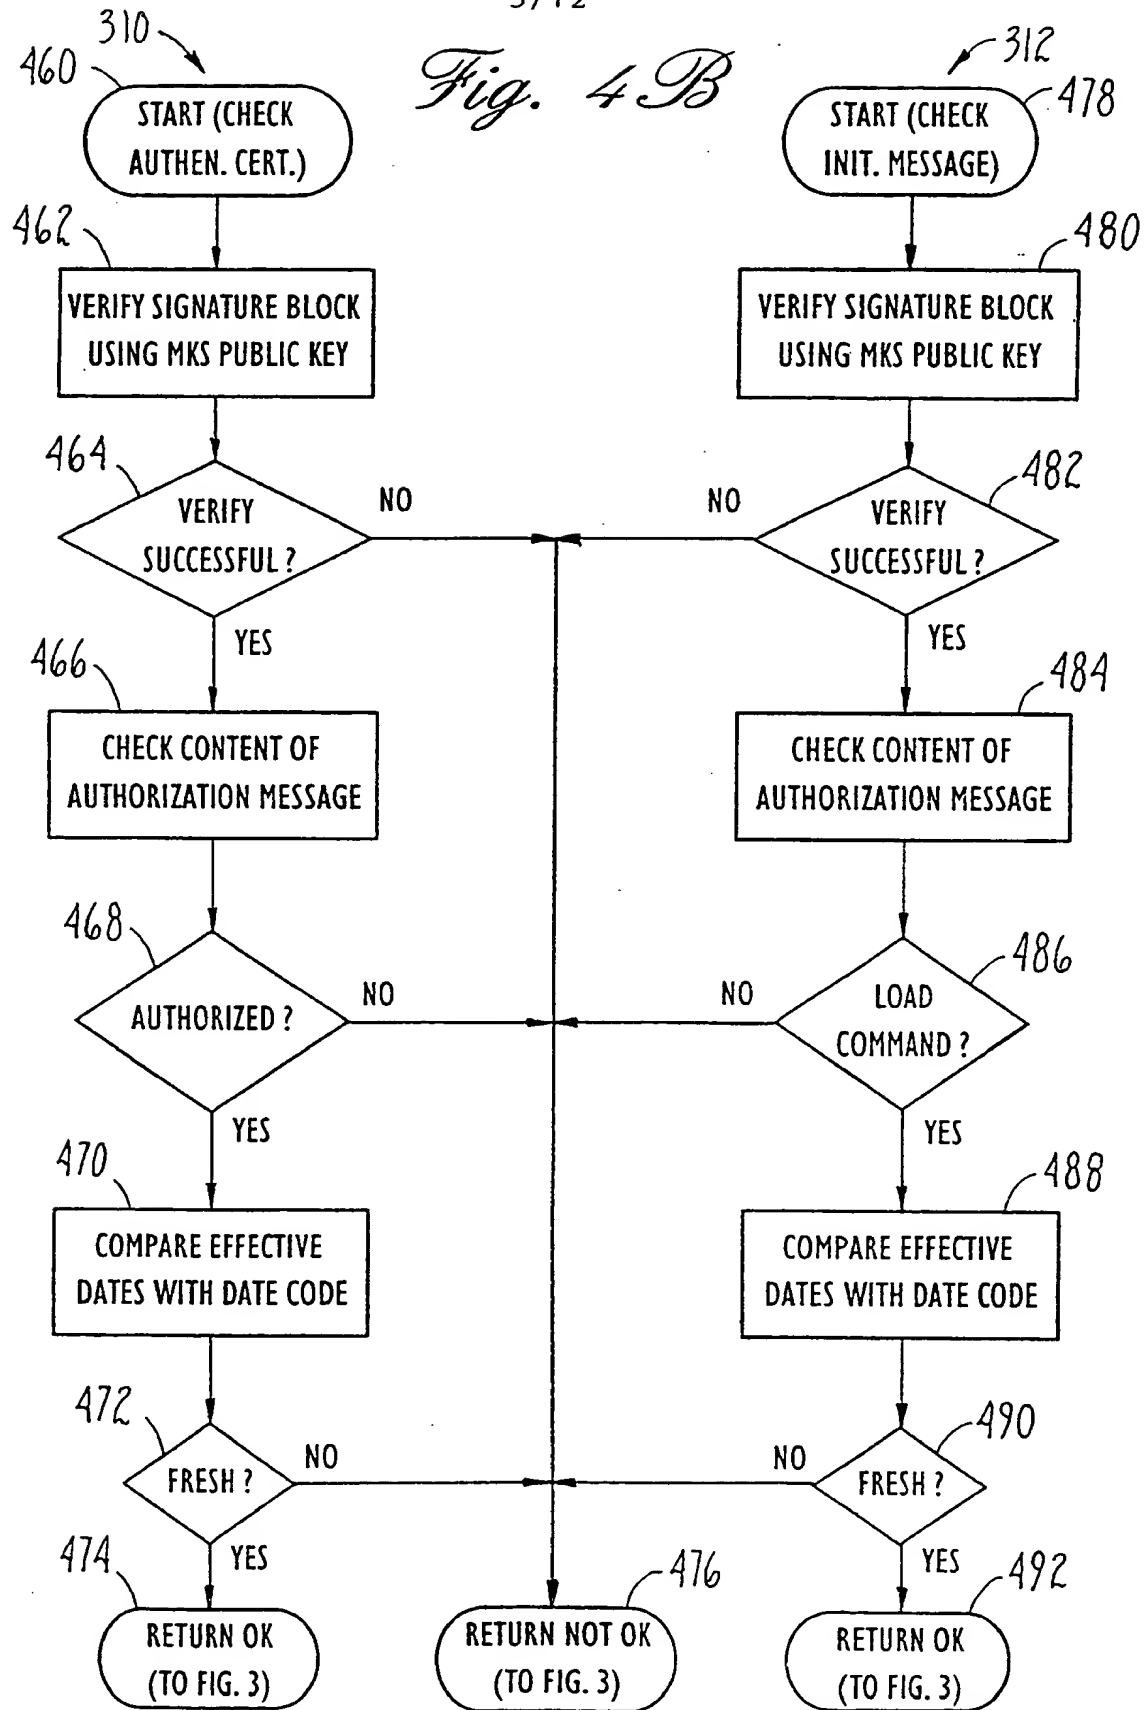 310
460
START (CHECK
AUTHEN. CERT.)
Fig. 4B
312
478
START (CHECK
INIT. MESSAGE)
462
VERIFY SIGNATURE BLOCK
USING MKS PUBLIC KEY
480
VERIFY SIGNATURE BLOCK
USING MKS PUBLIC KEY
464
VERIFY
SUCCESSFUL ?
NO
NO
482
VERIFY
SUCCESSFUL ?
YES
YES
466
CHECK CONTENT OF
AUTHORIZATION MESSAGE
484
CHECK CONTENT OF
AUTHORIZATION MESSAGE
468
AUTHORIZED ?
NO
NO
486
LOAD
COMMAND ?
YES
YES
470
COMPARE EFFECTIVE
DATES WITH DATE CODE
488
COMPARE EFFECTIVE
DATES WITH DATE CODE
472
FRESH ?
NO
NO
490
FRESH ?
YES
YES
474
RETURN OK
(TO FIG. 3)
476
RETURN NOT OK
(TO FIG. 3)
492
RETURN OK
(TO FIG. 3)